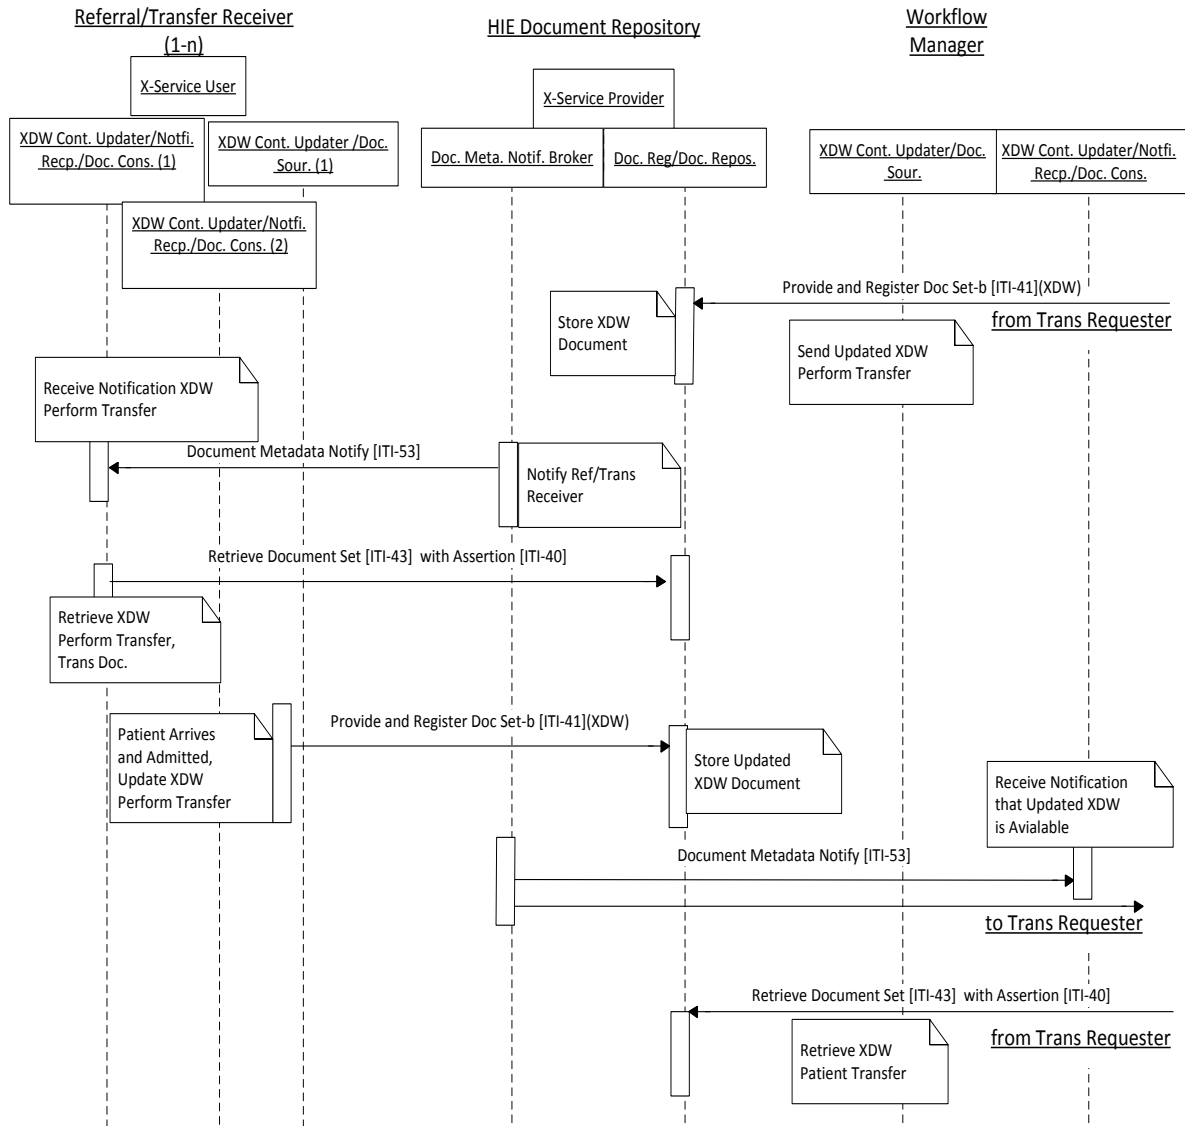 Referral/Transfer Receiver
(1-n)
HIE Document Repository
Workflow
Manager
X-Service User
X-Service Provider
XDW Cont. Updater/Notfi.
Recp./Doc. Cons. (1)
XDW Cont. Updater /Doc.
Sour. (1)
XDW Cont. Updater/Notfi.
Recp./Doc. Cons. (2)
Doc. Meta. Notif. Broker
Doc. Reg/Doc. Repos.
XDW Cont. Updater/Doc.
Sour.
XDW Cont. Updater/Notfi.
Recp./Doc. Cons.
Provide and Register Doc Set-b [ITI-41](XDW)
from Trans Requester
Store XDW
Document
Send Updated XDW
Perform Transfer
Receive Notification XDW
Perform Transfer
Document Metadata Notify [ITI-53]
Notify Ref/Trans
Receiver
Retrieve Document Set [ITI-43]  with Assertion [ITI-40]
Retrieve XDW
Perform Transfer,
Trans Doc.
Patient Arrives
and Admitted,
Update XDW
Perform Transfer
Provide and Register Doc Set-b [ITI-41](XDW)
Store Updated
XDW Document
Receive Notification
that Updated XDW
is Avialable
Document Metadata Notify [ITI-53]
to Trans Requester
Retrieve Document Set [ITI-43]  with Assertion [ITI-40]
from Trans Requester
Retrieve XDW
Patient Transfer